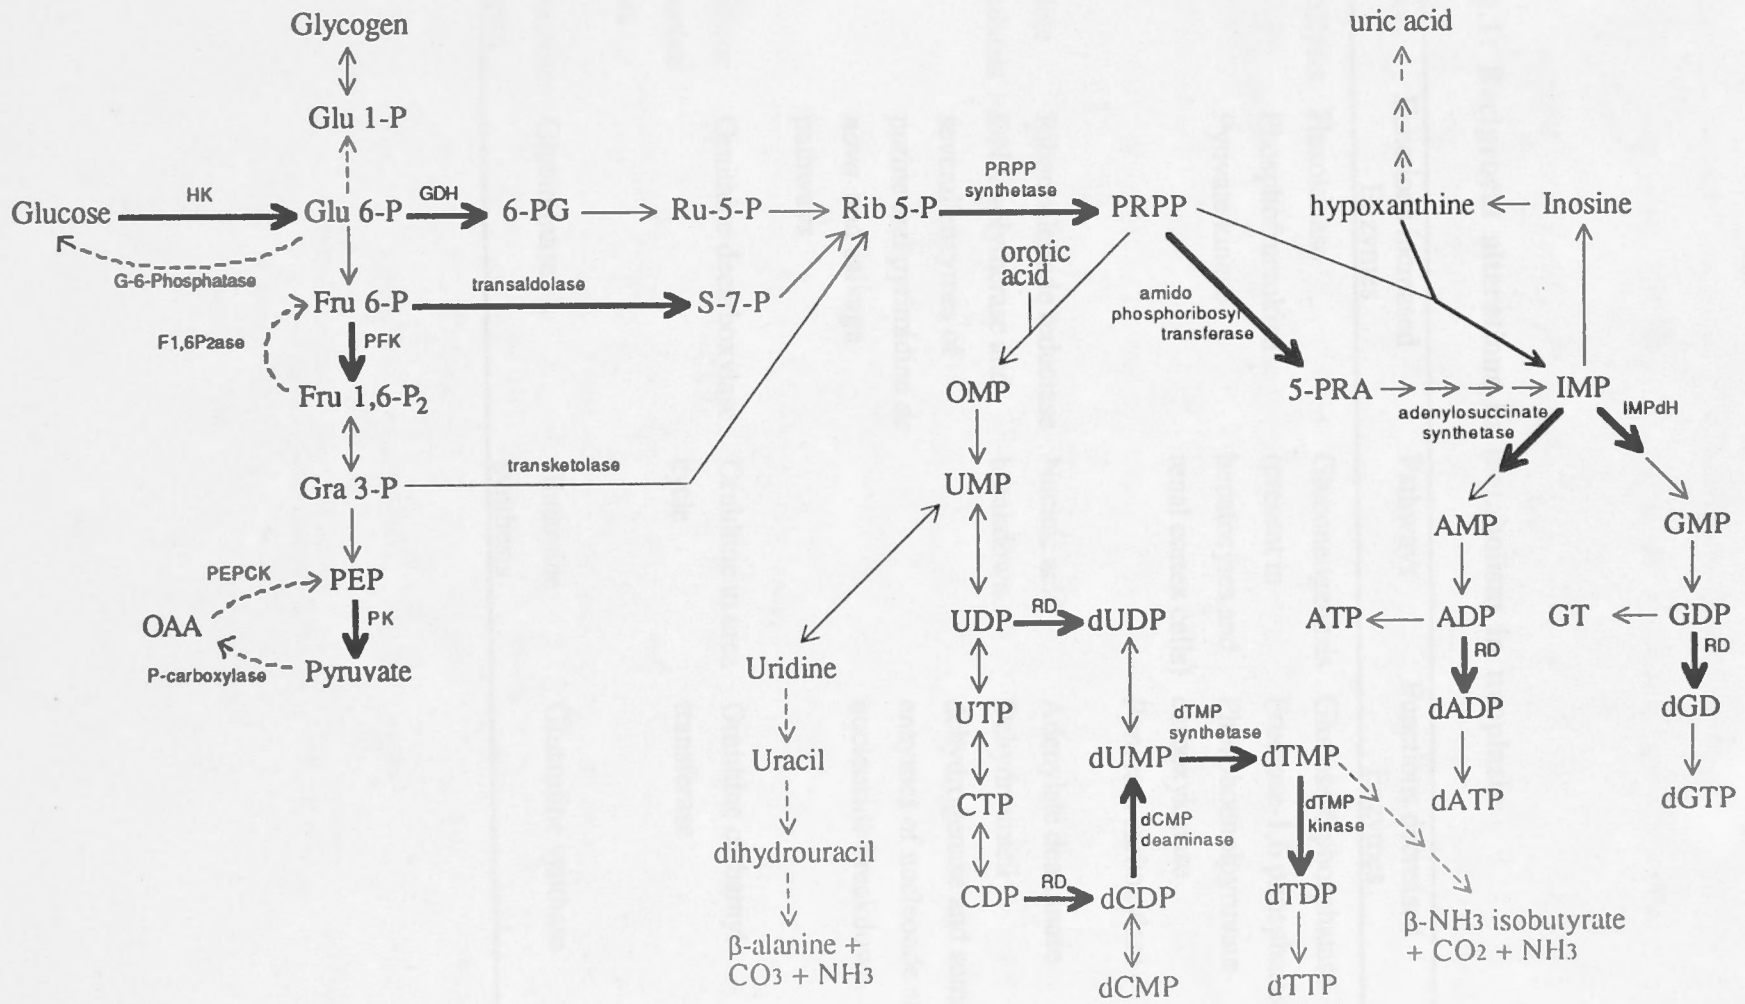 Glycogen
uric acid
Glu 1-P
HK
GDH
PRPP
synthetase
Glucose
Glu 6-P
6-PG
Ru-5-P
Rib 5-P
PRPP
hypoxanthine
Inosine
G-6-Phosphatase
orotic
acid
Fru 6-P
transaldolase
S-7-P
amido
phosphoribosyl
transferase
F1,6P2ase
PFK
Fru 1,6-P2
OMP
5-PRA
IMP
adenylosuccinate
synthetase
IMPdH
transketolase
Gra 3-P
UMP
AMP
GMP
PEPCK
PEP
OAA
PK
UDP
RD
dUDP
ATP
ADP
GT
GDP
P-carboxylase
Pyruvate
Uridine
RD
RD
UTP
dTMP
synthetase
dADP
dGD
Uracil
dUMP
dTMP
CTP
dCMP
deaminase
dTMP
kinase
dATP
dGTP
dihydrouracil
CDP
RD
dCDP
dTDP
β-alanine +
CO3 + NH3
β-NH3 isobutyrate
+ CO2 + NH3
dCMP
dTTP